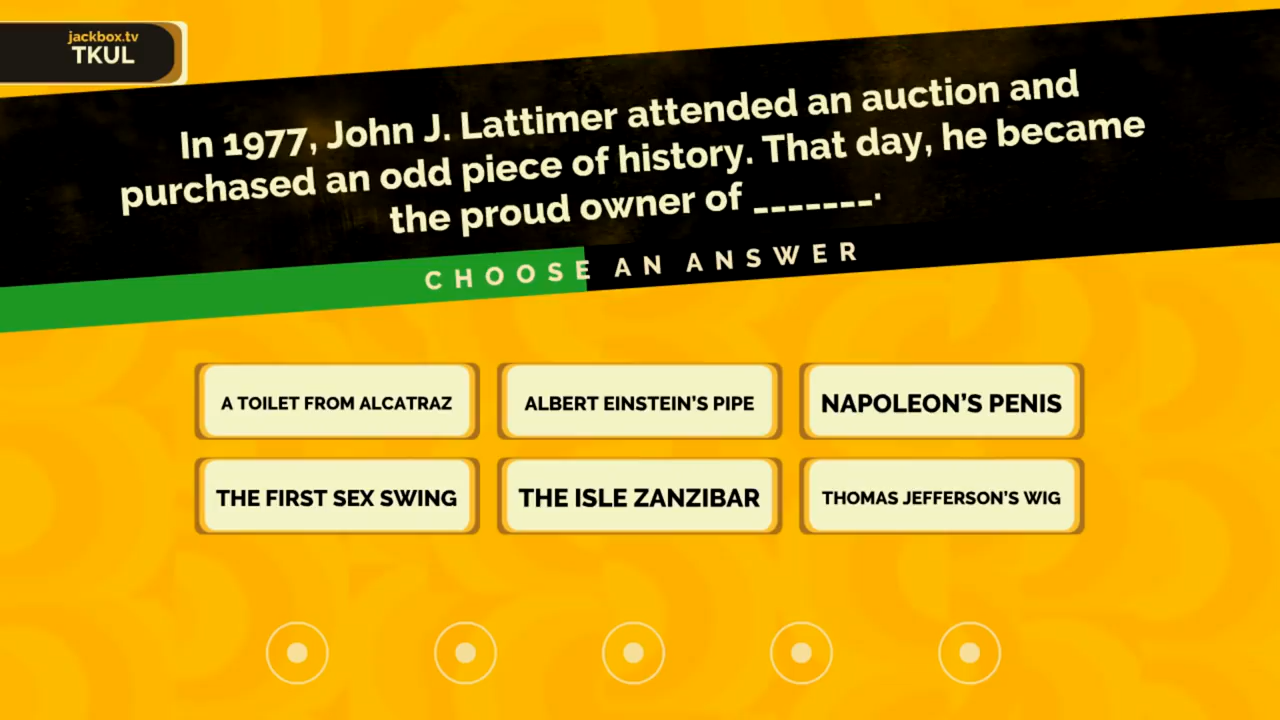 jackbox.tv
TKUL
In 1977, John J. Lattimer attended an auction and
purchased an odd piece of history. That day, he became
the proud owner of _______.
CHOOSE AN ANSWER
A TOILET FROM ALCATRAZ
ALBERT EINSTEIN'S PIPE
NAPOLEON'S PENIS
THE FIRST SEX SWING
THE ISLE ZANZIBAR
THOMAS JEFFERSON'S WIG